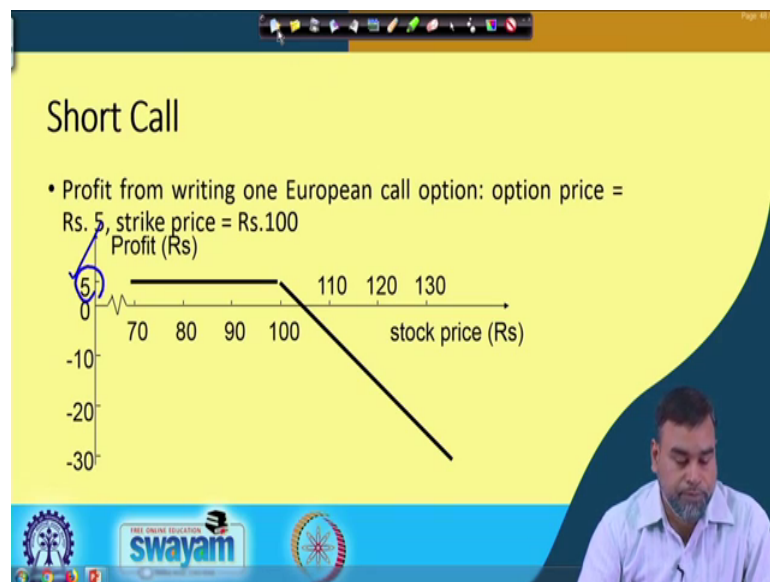 Page 48
Short Call
• Profit from writing one European call option: option price =
Rs. 5, strike price = Rs.100
Profit (Rs)
5
0
110 120 130
70 80 90 100 stock price (Rs)
-10
-20
-30
FREE ONLINE EDUCATION
swayam